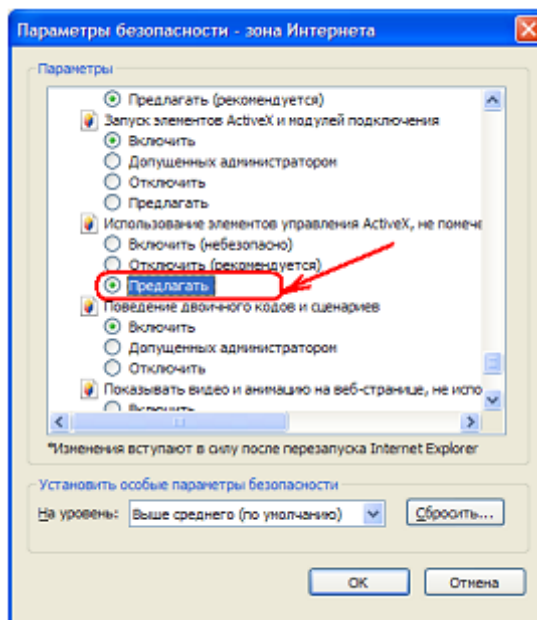 Параметры безопасности - зона Интернета
Параметры
Предлагать (рекомендуется)
Запуск элементов ActiveX и модулей подключения
Включить
Допущенных администратором
Отключить
Предлагать
Использование элементов управления ActiveX, не помече
Включить (небезопасно)
Отключить (рекомендуется)
Предлагать
Поведение двоичного кодов и сценариев
Включить
Допущенных администратором
Отключить
Показывать видео и анимацию на веб-странице, не испо
Включить
*Изменения вступают в силу после перезапуска Internet Explorer
Установить особые параметры безопасности
На уровень: Выше среднего (по умолчанию) Сбросить...
ОК Отмена